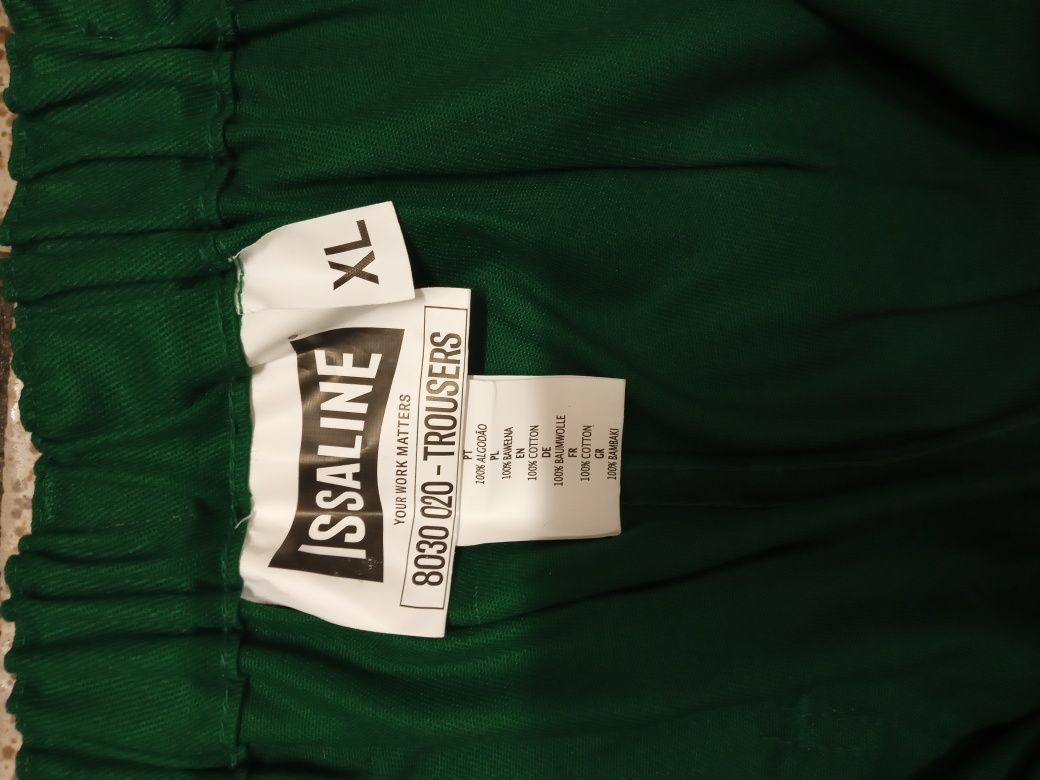 XL
ISSALINE
YOUR WORK MATTERS
8030 020 - TROUSERS
PT
100% ALGODÃO
PL
100% BAWEŁNA
EN
100% COTTON
DE
100% BAUMWOLLE
FR
100% COTTON
GR
100% BAMBAKI